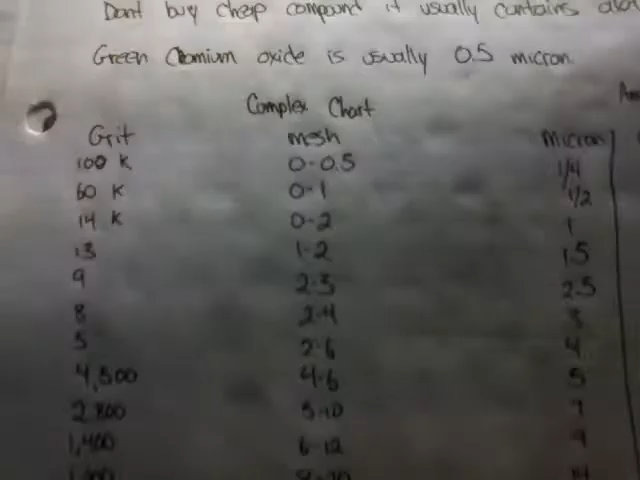 Dont buy cheap compound it usually contains
Green Cromium oxide is usually 0.5 micron.
Complex Chart
Grit mesh micron
100 K 0-0.5 1/4
60 K 0-1 1/2
14 K 0-2 1
13 1-2 1.5
9 2-3 2.5
8 2-4 3
5 2-6 4
4,500 4-6 5
2,800 5-10 7
1,400 6-12 9